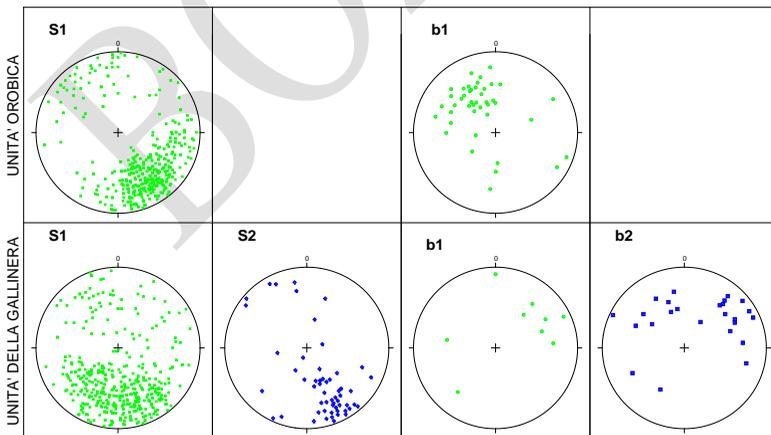 UNITA' OROBICA
S1
0
b1
0
UNITA' DELLA GALLINERA
S1
0
S2
0
b1
0
b2
0